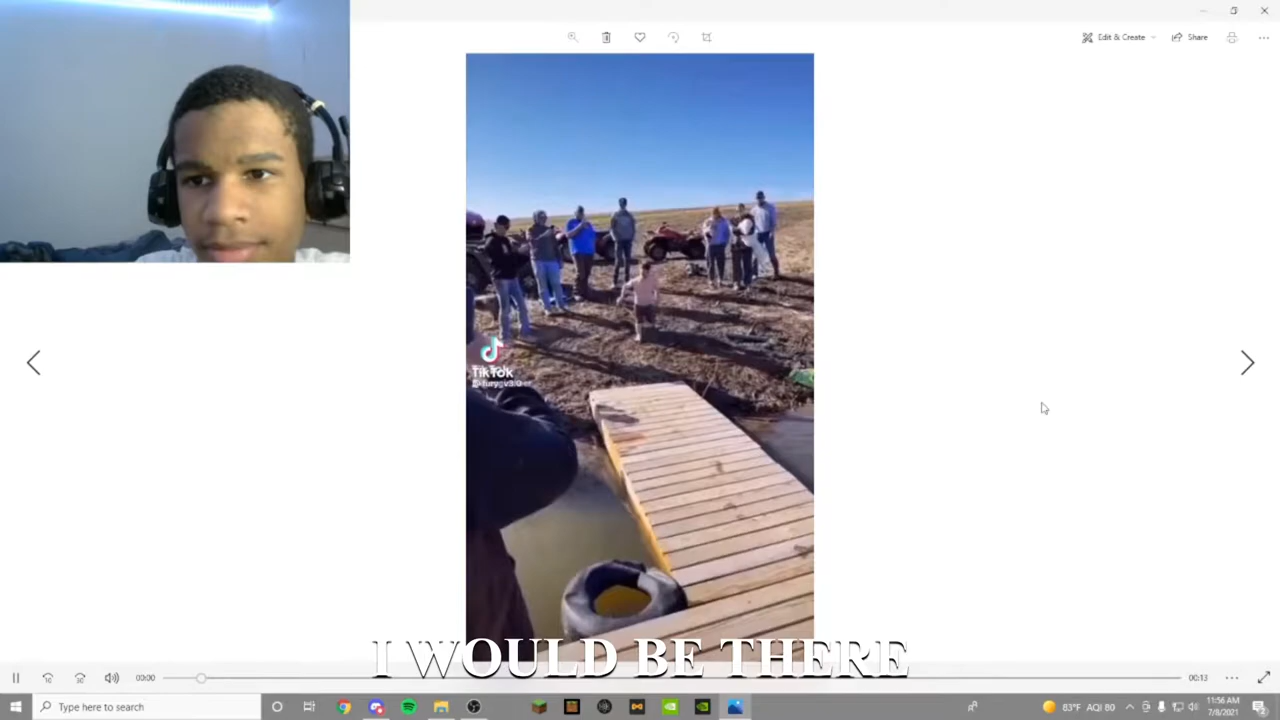 Edit & Create
Share
TikTok
I WOULD BE THERE
00:00
00:13
Type here to search
83°F AQI 80
11:56 AM
7/8/2021